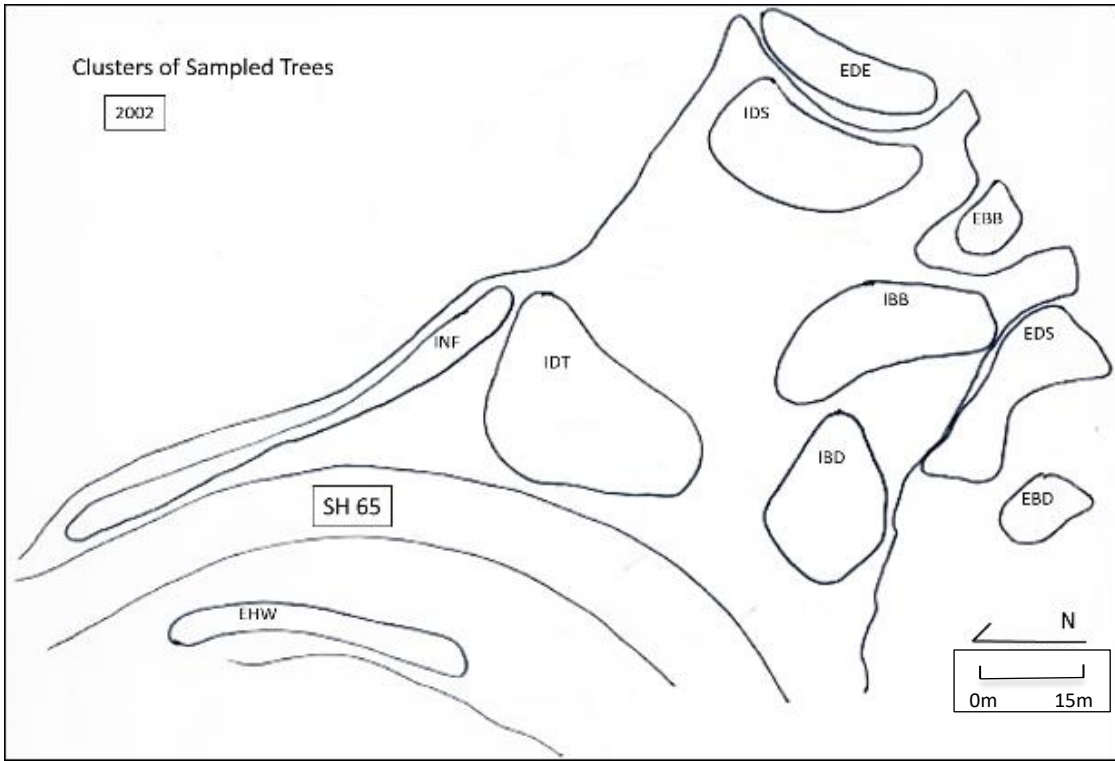 Clusters of Sampled Trees
2002
EDE
IDS
EBB
IBB
EDS
INF
IDT
IBD
EBD
SH 65
EHW
N
0m 15m